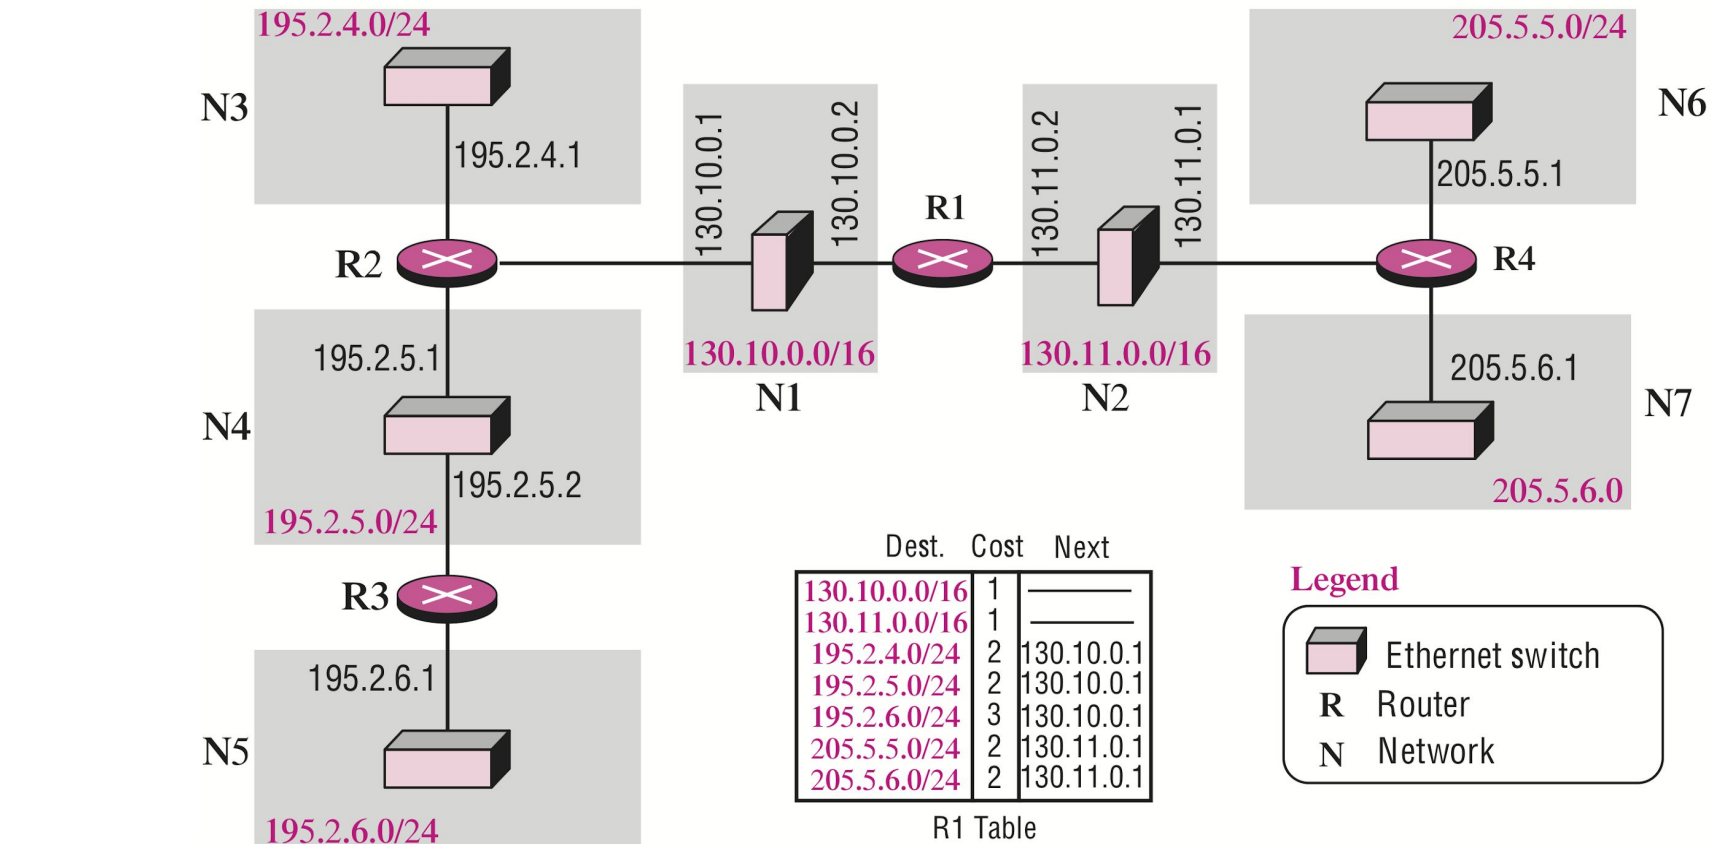 195.2.4.0/24
N3
195.2.4.1
R2
195.2.5.1
N4
195.2.5.2
195.2.5.0/24
R3
195.2.6.1
N5
195.2.6.0/24
130.10.0.1
130.10.0.2
130.10.0.0/16
N1
R1
130.11.0.2
130.11.0.1
130.11.0.0/16
N2
205.5.5.0/24
N6
205.5.5.1
R4
205.5.6.1
N7
205.5.6.0
Dest. Cost Next
130.10.0.0/16 1
130.11.0.0/16 1
195.2.4.0/24 2 130.10.0.1
195.2.5.0/24 2 130.10.0.1
195.2.6.0/24 3 130.10.0.1
205.5.5.0/24 2 130.11.0.1
205.5.6.0/24 2 130.11.0.1
R1 Table
Legend
Ethernet switch
R Router
N Network